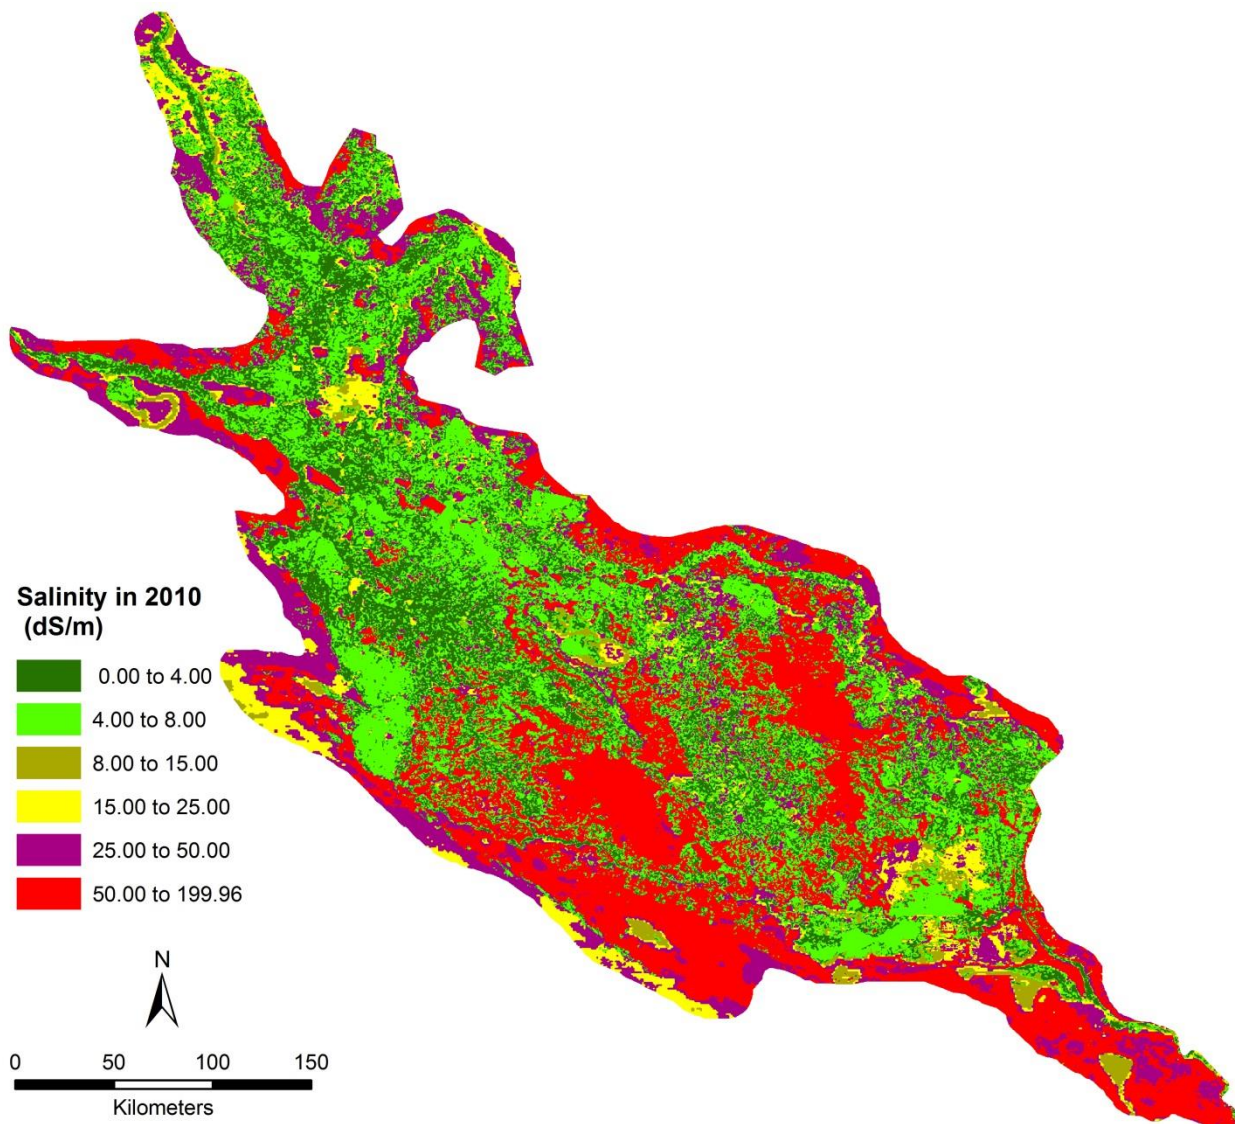 Salinity in 2010
(dS/m)
0.00 to 4.00
4.00 to 8.00
8.00 to 15.00
15.00 to 25.00
25.00 to 50.00
50.00 to 199.96
N
0 50 100 150
Kilometers